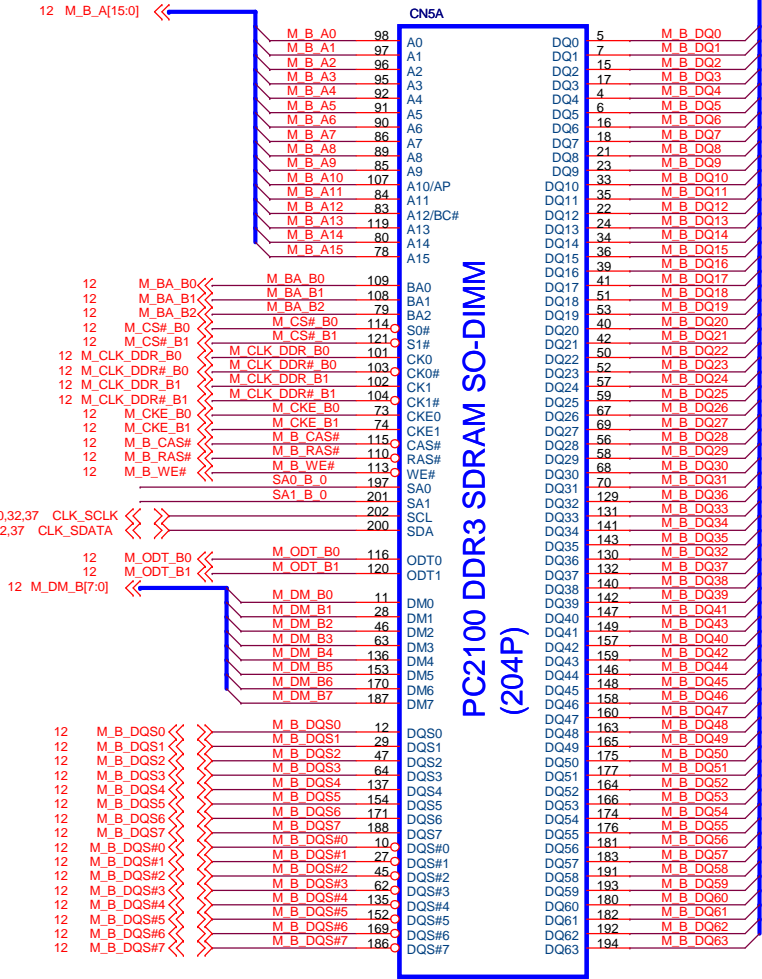 12 M_B_A[15:0]
CN5A
M_B_A0 98 A0 DQ0 5 M_B_DQ0
M_B_A1 97 A1 DQ1 7 M_B_DQ1
M_B_A2 96 A2 DQ2 15 M_B_DQ2
M_B_A3 95 A3 DQ3 17 M_B_DQ3
M_B_A4 92 A4 DQ4 4 M_B_DQ4
M_B_A5 91 A5 DQ5 6 M_B_DQ5
M_B_A6 90 A6 DQ6 16 M_B_DQ6
M_B_A7 86 A7 DQ7 18 M_B_DQ7
M_B_A8 89 A8 DQ8 21 M_B_DQ8
M_B_A9 85 A9 DQ9 23 M_B_DQ9
M_B_A10 107 A10/AP DQ10 33 M_B_DQ10
M_B_A11 84 A11 DQ11 35 M_B_DQ11
M_B_A12 83 A12/BC# DQ12 22 M_B_DQ12
M_B_A13 119 A13 DQ13 24 M_B_DQ13
M_B_A14 80 A14 DQ14 34 M_B_DQ14
M_B_A15 78 A15 DQ15 36 M_B_DQ15
DQ16 39 M_B_DQ16
12 M_BA_B0 M_BA_B0 109 BA0 DQ17 41 M_B_DQ17
12 M_BA_B1 M_BA_B1 108 BA1 DQ18 51 M_B_DQ18
12 M_BA_B2 M_BA_B2 79 BA2 DQ19 53 M_B_DQ19
12 M_CS#_B0 M_CS#_B0 114 S0# DQ20 40 M_B_DQ20
12 M_CS#_B1 M_CS#_B1 121 S1# DQ21 42 M_B_DQ21
12 M_CLK_DDR_B0 M_CLK_DDR_B0 101 CK0 DQ22 50 M_B_DQ22
12 M_CLK_DDR#_B0 M_CLK_DDR#_B0 103 CK0# DQ23 52 M_B_DQ23
12 M_CLK_DDR_B1 M_CLK_DDR_B1 102 CK1 DQ24 57 M_B_DQ24
12 M_CLK_DDR#_B1 M_CLK_DDR#_B1 104 CK1# DQ25 59 M_B_DQ25
12 M_CKE_B0 M_CKE_B0 73 CKE0 DQ26 67 M_B_DQ26
12 M_CKE_B1 M_CKE_B1 74 CKE1 DQ27 69 M_B_DQ27
12 M_B_CAS# M_B_CAS# 115 CAS# DQ28 56 M_B_DQ28
12 M_B_RAS# M_B_RAS# 110 RAS# DQ29 58 M_B_DQ29
12 M_B_WE# M_B_WE# 113 WE# DQ30 68 M_B_DQ30
SA0_B_0 197 SA0 DQ31 70 M_B_DQ31
SA1_B_0 201 SA1 DQ32 129 M_B_DQ36
0,32,37 CLK_SCLK 202 SCL DQ33 131 M_B_DQ33
2,37 CLK_SDATA 200 SDA DQ34 141 M_B_DQ34
DQ35 143 M_B_DQ35
12 M_ODT_B0 M_ODT_B0 116 ODT0 DQ36 130 M_B_DQ32
12 M_ODT_B1 M_ODT_B1 120 ODT1 DQ37 132 M_B_DQ37
12 M_DM_B[7:0] DQ38 140 M_B_DQ38
M_DM_B0 11 DM0 DQ39 142 M_B_DQ39
M_DM_B1 28 DM1 DQ40 147 M_B_DQ41
M_DM_B2 46 DM2 DQ41 149 M_B_DQ43
M_DM_B3 63 DM3 DQ42 157 M_B_DQ40
M_DM_B4 136 DM4 DQ43 159 M_B_DQ42
M_DM_B5 153 DM5 DQ44 146 M_B_DQ44
M_DM_B6 170 DM6 DQ45 148 M_B_DQ45
M_DM_B7 187 DM7 DQ46 158 M_B_DQ46
DQ47 160 M_B_DQ47
12 M_B_DQS0 M_B_DQS0 12 DQS0 DQ48 163 M_B_DQ48
12 M_B_DQS1 M_B_DQS1 29 DQS1 DQ49 165 M_B_DQ49
12 M_B_DQS2 M_B_DQS2 47 DQS2 DQ50 175 M_B_DQ50
12 M_B_DQS3 M_B_DQS3 64 DQS3 DQ51 177 M_B_DQ51
12 M_B_DQS4 M_B_DQS4 137 DQS4 DQ52 164 M_B_DQ52
12 M_B_DQS5 M_B_DQS5 154 DQS5 DQ53 166 M_B_DQ53
12 M_B_DQS6 M_B_DQS6 171 DQS6 DQ54 174 M_B_DQ54
12 M_B_DQS7 M_B_DQS7 188 DQS7 DQ55 176 M_B_DQ55
12 M_B_DQS#0 M_B_DQS#0 10 DQS#0 DQ56 181 M_B_DQ56
12 M_B_DQS#1 M_B_DQS#1 27 DQS#1 DQ57 183 M_B_DQ57
12 M_B_DQS#2 M_B_DQS#2 45 DQS#2 DQ58 191 M_B_DQ58
12 M_B_DQS#3 M_B_DQS#3 62 DQS#3 DQ59 193 M_B_DQ59
12 M_B_DQS#4 M_B_DQS#4 135 DQS#4 DQ60 180 M_B_DQ60
12 M_B_DQS#5 M_B_DQS#5 152 DQS#5 DQ61 182 M_B_DQ61
12 M_B_DQS#6 M_B_DQS#6 169 DQS#6 DQ62 192 M_B_DQ62
12 M_B_DQS#7 M_B_DQS#7 186 DQS#7 DQ63 194 M_B_DQ63
PC2100 DDR3 SDRAM SO-DIMM
(204P)